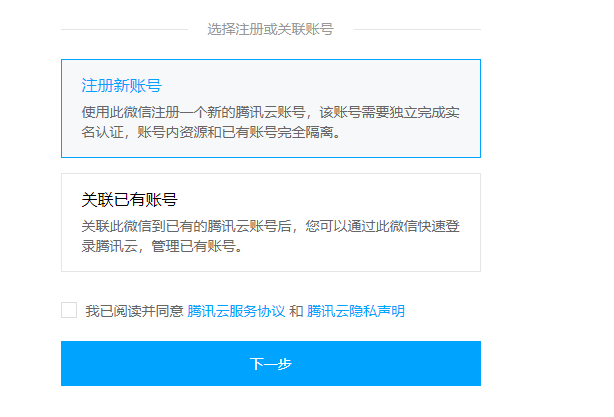 选择注册或关联账号
注册新账号
使用此微信注册一个新的腾讯云账号，该账号需要独立完成实
名认证，账号内资源和已有账号完全隔离。
关联已有账号
关联此微信到已有的腾讯云账号后，您可以通过此微信快速登
录腾讯云，管理已有账号。
我已阅读并同意 腾讯云服务协议 和 腾讯云隐私声明
下一步